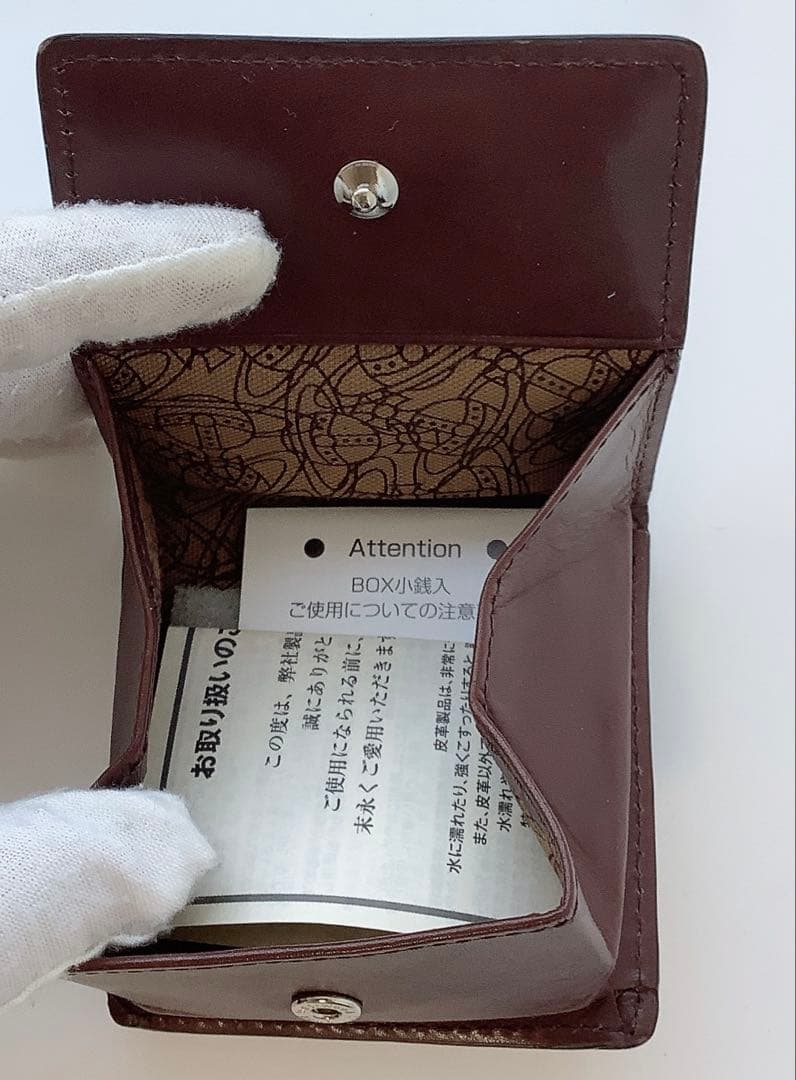 ● Attention ●
BOX小銭入
ご使用についての注意
お取り扱いの
この度は、弊社製
誠にありがと
ご使用になられる前に、
末永くご愛用いただきます
皮革製品は、非常に
水に濡れたり、強くこすったりすると
また、皮革以外
水濡れ